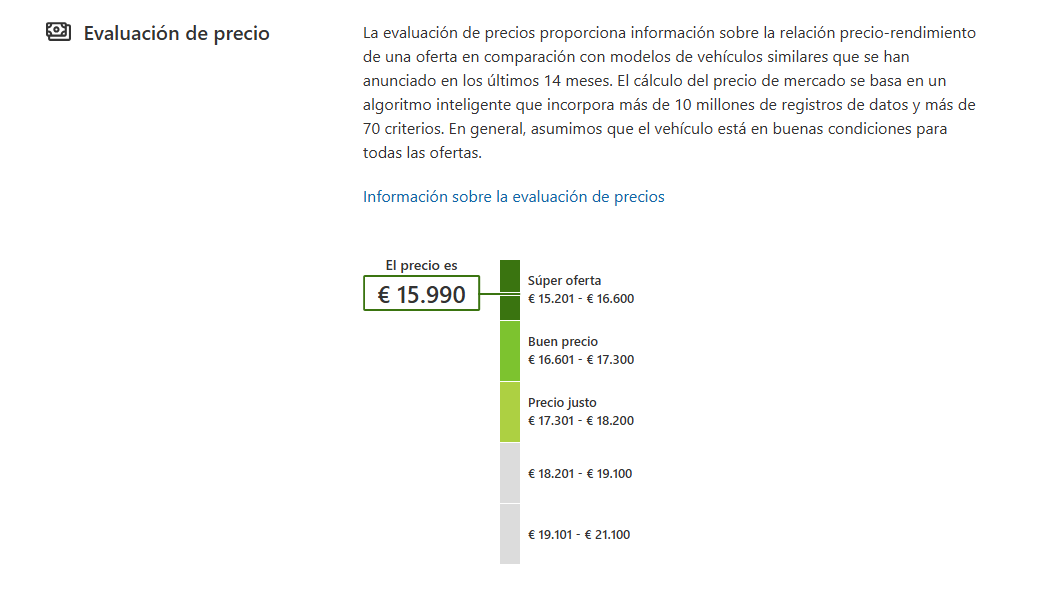 Evaluación de precio
La evaluación de precios proporciona información sobre la relación precio-rendimiento
de una oferta en comparación con modelos de vehículos similares que se han
anunciado en los últimos 14 meses. El cálculo del precio de mercado se basa en un
algoritmo inteligente que incorpora más de 10 millones de registros de datos y más de
70 criterios. En general, asumimos que el vehículo está en buenas condiciones para
todas las ofertas.
Información sobre la evaluación de precios
El precio es
€ 15.990
Súper oferta
€ 15.201 - € 16.600
Buen precio
€ 16.601 - € 17.300
Precio justo
€ 17.301 - € 18.200
€ 18.201 - € 19.100
€ 19.101 - € 21.100